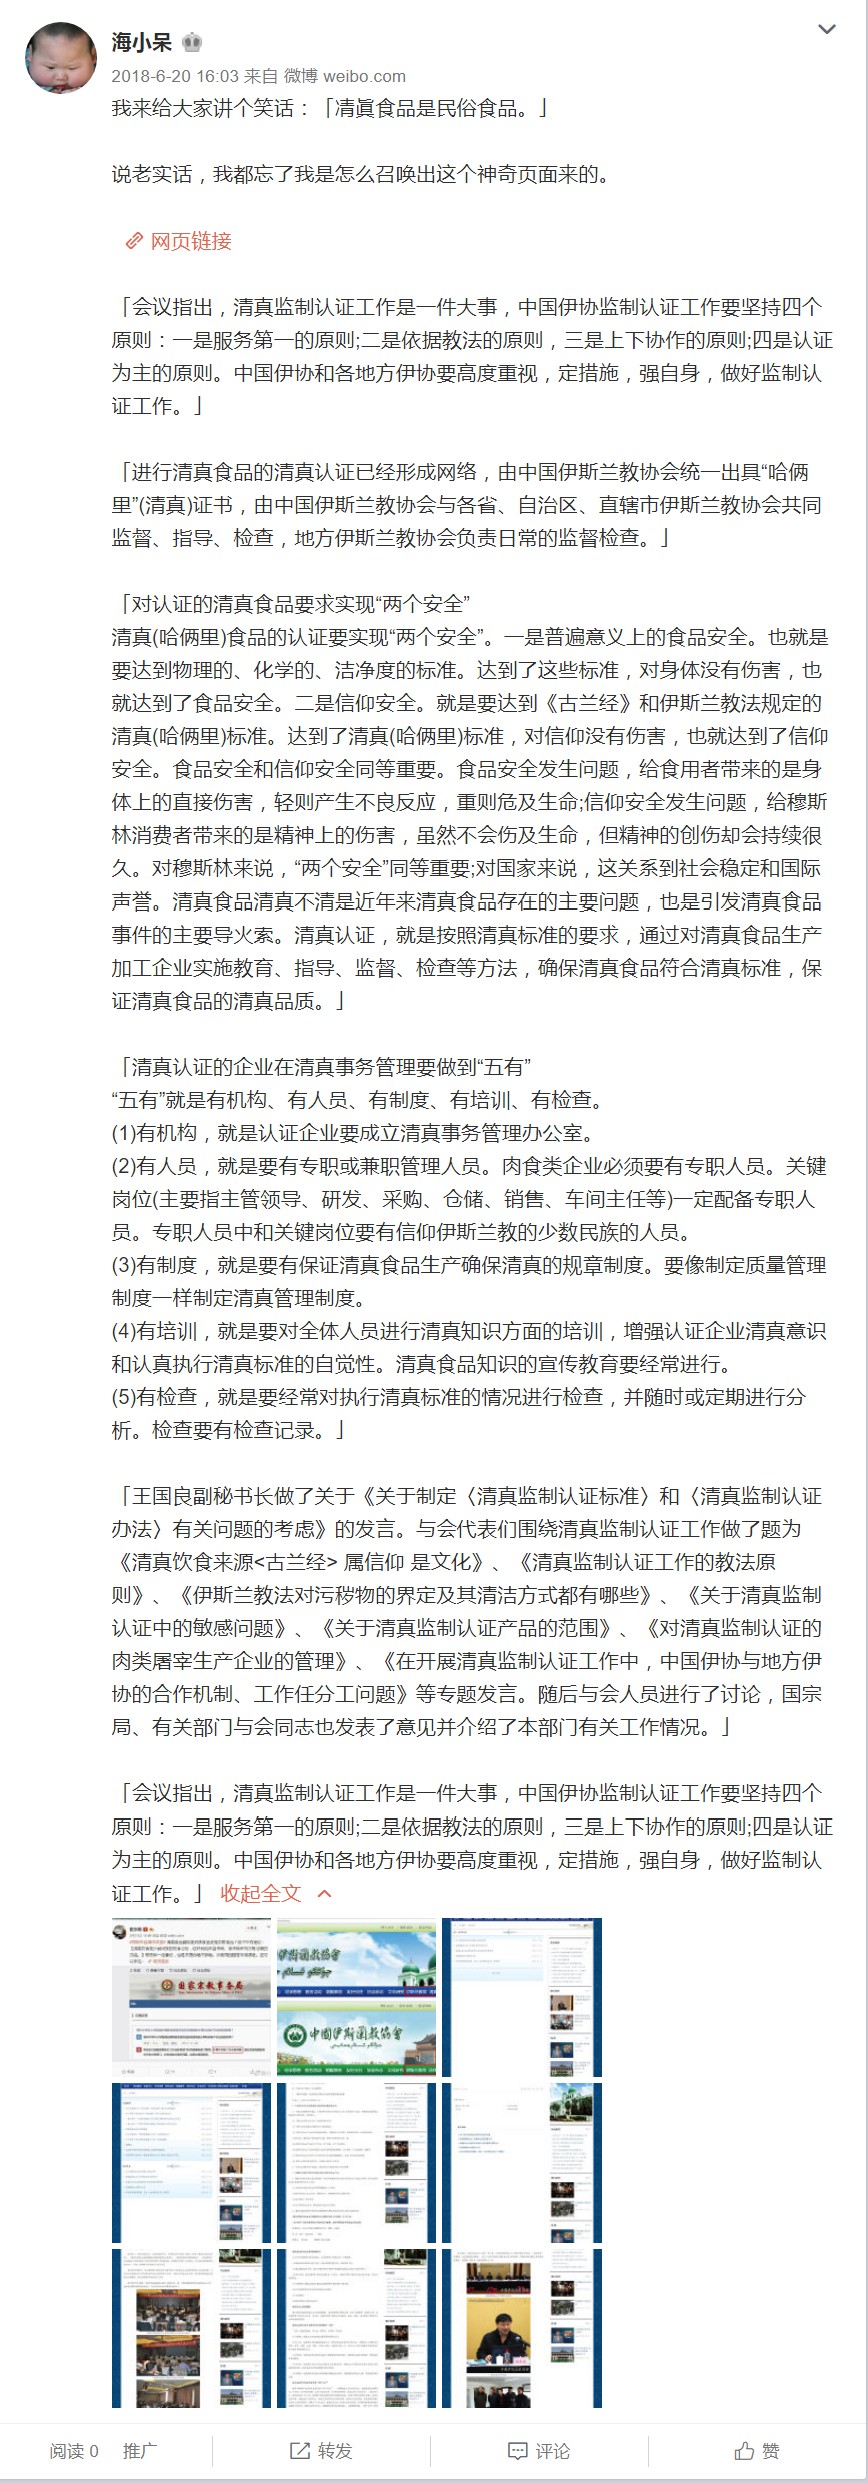 海小呆
2018-6-20 16:03 来自 微博 weibo.com
我来给大家讲个笑话：「凊眞食品是民俗食品。」
说老实话，我都忘了我是怎么召唤出这个神奇页面来的。
网页链接
「会议指出，清真监制认证工作是一件大事，中国伊协监制认证工作要坚持四个
原则：一是服务第一的原则;二是依据教法的原则，三是上下协作的原则;四是认证
为主的原则。中国伊协和各地方伊协要高度重视，定措施，强自身，做好监制认
证工作。」
「进行清真食品的清真认证已经形成网络，由中国伊斯兰教协会统一出具“哈俩
里”(清真)证书，由中国伊斯兰教协会与各省、自治区、直辖市伊斯兰教协会共同
监督、指导、检查，地方伊斯兰教协会负责日常的监督检查。」
「对认证的清真食品要求实现“两个安全”
清真(哈俩里)食品的认证要实现“两个安全”。一是普遍意义上的食品安全。也就是
要达到物理的、化学的、洁净度的标准。达到了这些标准，对身体没有伤害，也
就达到了食品安全。二是信仰安全。就是要达到《古兰经》和伊斯兰教法规定的
清真(哈俩里)标准。达到了清真(哈俩里)标准，对信仰没有伤害，也就达到了信仰
安全。食品安全和信仰安全同等重要。食品安全发生问题，给食用者带来的是身
体上的直接伤害，轻则产生不良反应，重则危及生命;信仰安全发生问题，给穆斯
林消费者带来的是精神上的伤害，虽然不会伤及生命，但精神的创伤却会持续很
久。对穆斯林来说，“两个安全”同等重要;对国家来说，这关系到社会稳定和国际
声誉。清真食品清真不清是近年来清真食品存在的主要问题，也是引发清真食品
事件的主要导火索。清真认证，就是按照清真标准的要求，通过对清真食品生产
加工企业实施教育、指导、监督、检查等方法，确保清真食品符合清真标准，保
证清真食品的清真品质。」
「清真认证的企业在清真事务管理要做到“五有”
“五有”就是有机构、有人员、有制度、有培训、有检查。
(1)有机构，就是认证企业要成立清真事务管理办公室。
(2)有人员，就是要有专职或兼职管理人员。肉食类企业必须要有专职人员。关键
岗位(主要指主管领导、研发、采购、仓储、销售、车间主任等)一定配备专职人
员。专职人员中和关键岗位要有信仰伊斯兰教的少数民族的人员。
(3)有制度，就是要有保证清真食品生产确保清真的规章制度。要像制定质量管理
制度一样制定清真管理制度。
(4)有培训，就是要对全体人员进行清真知识方面的培训，增强认证企业清真意识
和认真执行清真标准的自觉性。清真食品知识的宣传教育要经常进行。
(5)有检查，就是要经常对执行清真标准的情况进行检查，并随时或定期进行分
析。检查要有检查记录。」
「王国良副秘书长做了关于《关于制定〈清真监制认证标准〉和〈清真监制认证
办法〉有关问题的考虑》的发言。与会代表们围绕清真监制认证工作做了题为
《清真饮食来源<古兰经> 属信仰 是文化》、《清真监制认证工作的教法原
则》、《伊斯兰教法对污秽物的界定及其清洁方式都有哪些》、《关于清真监制
认证中的敏感问题》、《关于清真监制认证产品的范围》、《对清真监制认证的
肉类屠宰生产企业的管理》、《在开展清真监制认证工作中，中国伊协与地方伊
协的合作机制、工作任分工问题》等专题发言。随后与会人员进行了讨论，国宗
局、有关部门与会同志也发表了意见并介绍了本部门有关工作情况。」
「会议指出，清真监制认证工作是一件大事，中国伊协监制认证工作要坚持四个
原则：一是服务第一的原则;二是依据教法的原则，三是上下协作的原则;四是认证
为主的原则。中国伊协和各地方伊协要高度重视，定措施，强自身，做好监制认
证工作。」 收起全文
国家宗教事务局
伊斯蘭教協會
中國伊斯蘭教協會
阅读 0 推广 转发 评论 赞